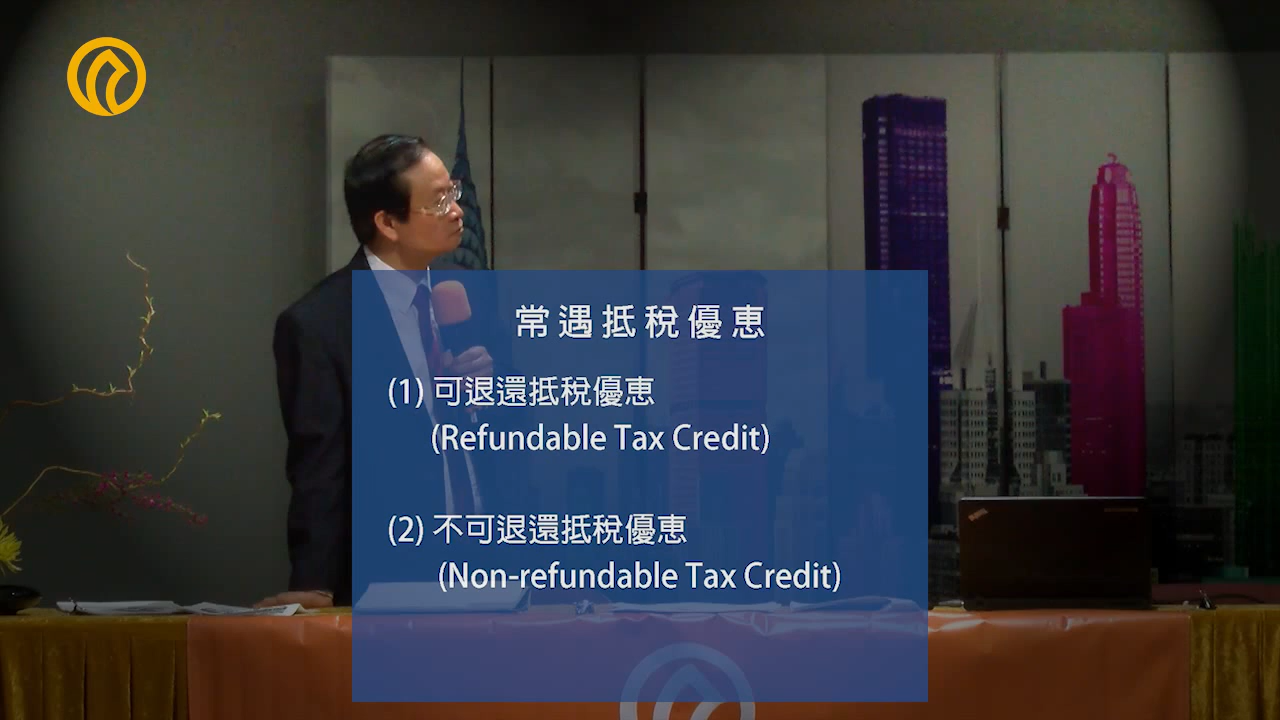 常遇抵稅優惠
(1) 可退還抵稅優惠
(Refundable Tax Credit)
(2) 不可退還抵稅優惠
(Non-refundable Tax Credit)